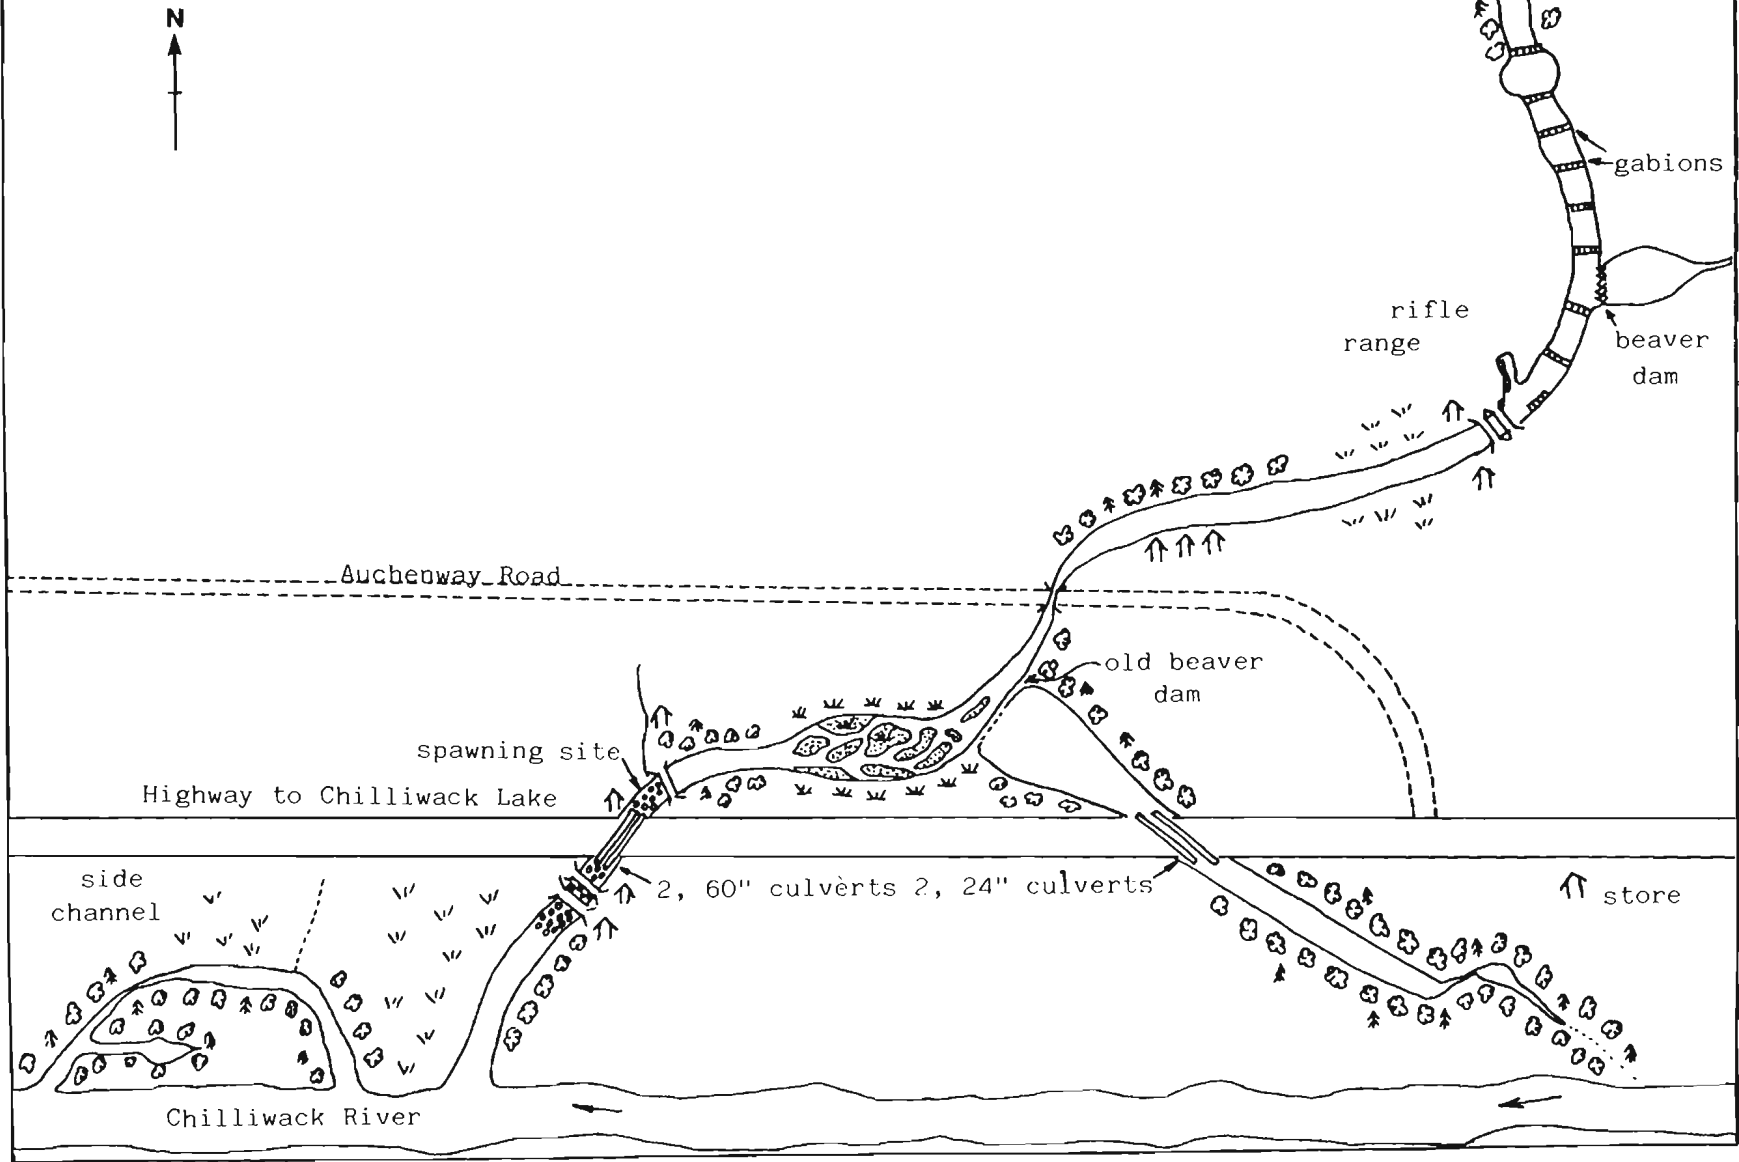 N
gabions
rifle
range
beaver
dam
Auchenway Road
old beaver
dam
spawning site
Highway to Chilliwack Lake
side
channel
2, 60" culverts 2, 24" culverts
store
Chilliwack River